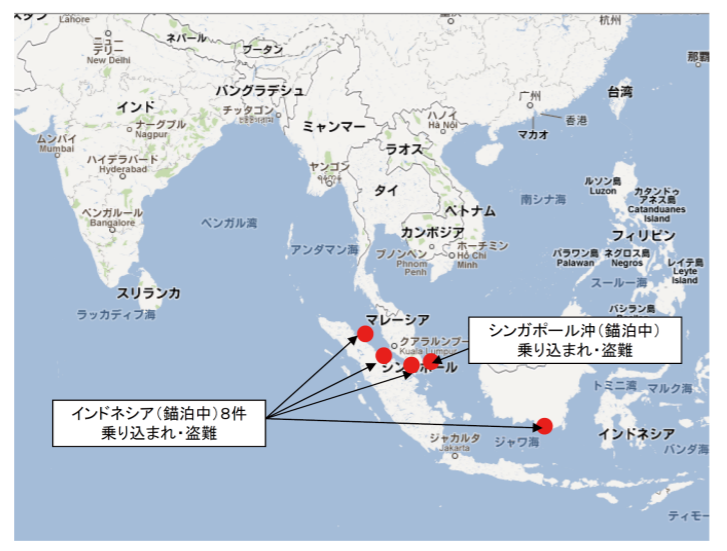 スタン
Lahore
杭州
ニュー
デリー
New Delhi
ネパール
ブータン
那覇
バングラデシュ
インド
チッタゴン
広州
台湾
香港
マカオ
ナーグプル
Nagpur
ムンバイ
Mumbai
ミャンマー
ハノイ
Hà Nội
ラオス
ハイデラバード
Hyderabad
ヤンゴン
タイ
ルソン島
Luzon
カタンドゥ
アネス島
Catanduanes
Island
南シナ海
ベンガルール
Bangalore
ベンガル湾
ベトナム
カンボジア
フィリピン
アンダマン海
プノンペン
Phnom
Penh
ホーチミン
Hồ Chí
Minh
パラワン島
Palawan
ネグロス島
Negros
レイテ島
Leyte
Island
スールー海
スリランカ
ラッカディブ海
バシラン島
マレーシア
クアラルンプー
Kuala Lumpur
シンガポール沖（錨泊中）
乗り込まれ・盗難
トミニ湾
マルク海
インドネシア（錨泊中）８件
乗り込まれ・盗難
ジャカルタ
Jakarta
ジャワ海
インドネシア
バンダ海
ティモー